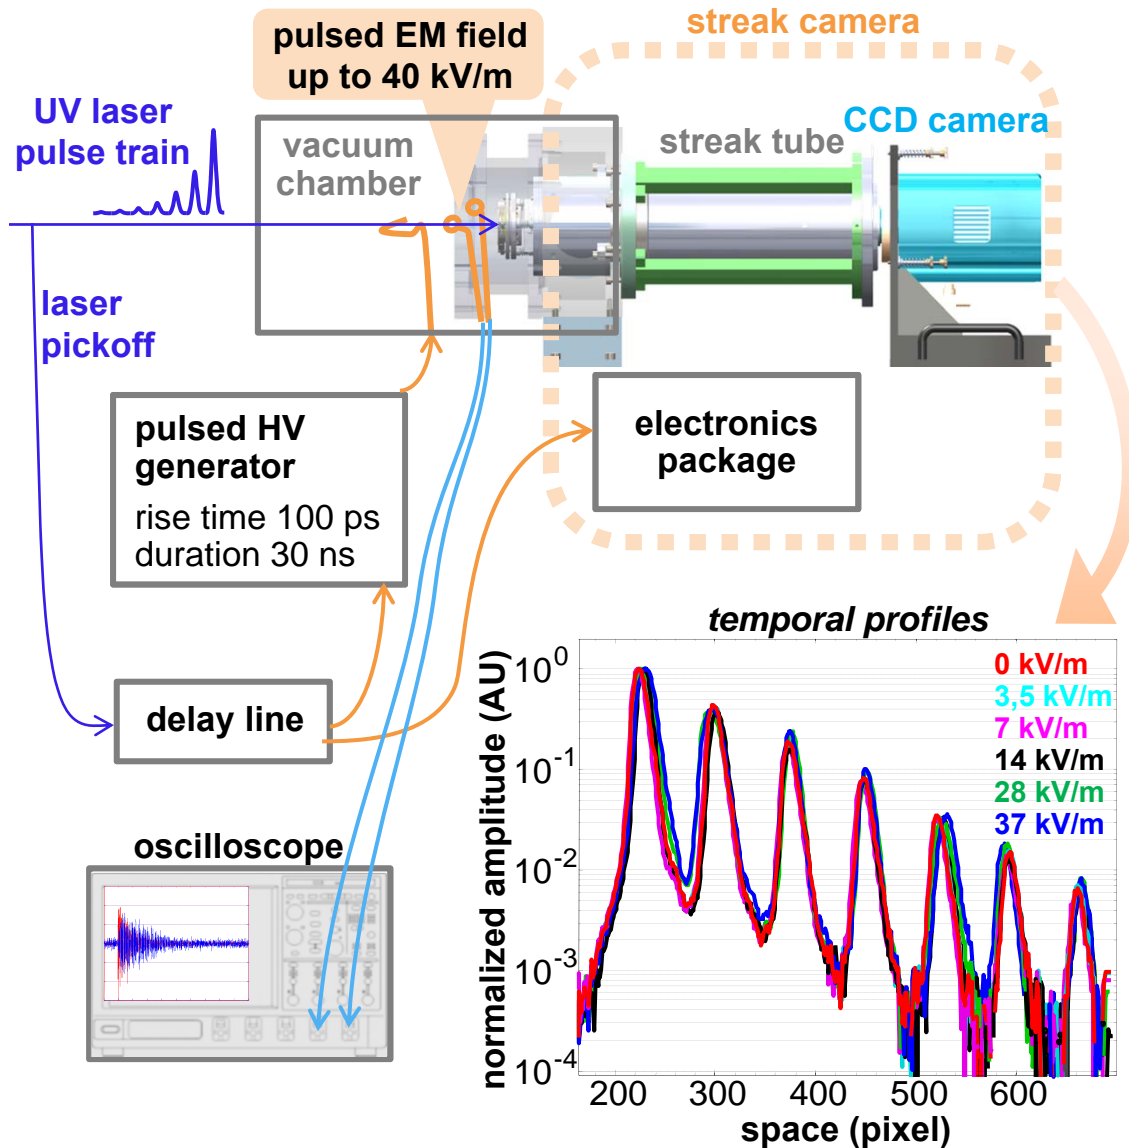 streak camera
pulsed EM field
up to 40 kV/m
UV laser
pulse train
vacuum
chamber
streak tube
CCD camera
laser
pickoff
pulsed HV
generator
rise time 100 ps
duration 30 ns
electronics
package
delay line
oscilloscope
temporal profiles
normalized amplitude (AU)
10⁰
10⁻¹
10⁻²
10⁻³
10⁻⁴
0 kV/m
3,5 kV/m
7 kV/m
14 kV/m
28 kV/m
37 kV/m
200 300 400 500 600
space (pixel)